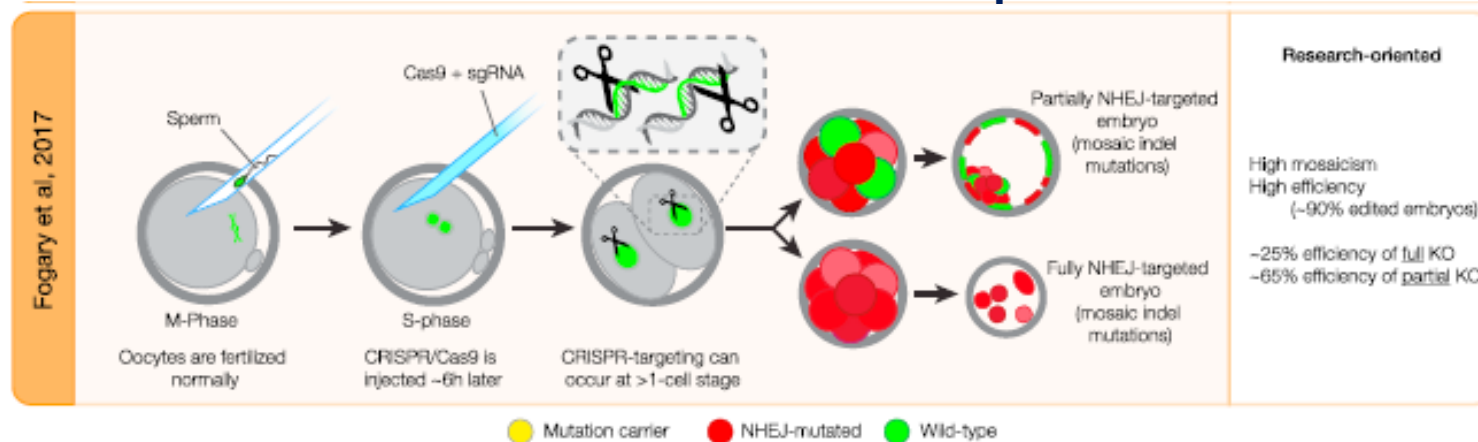 Fogary et al, 2017
Sperm
Cas9 + sgRNA
M-Phase
S-phase
Oocytes are fertilized
normally
CRISPR/Cas9 is
injected ~6h later
CRISPR-targeting can
occur at >1-cell stage
Partially NHEJ-targeted
embryo
(mosaic indel
mutations)
Fully NHEJ-targeted
embryo
(mosaic indel
mutations)
Research-oriented
High mosaicism
High efficiency
(~90% edited embryos)
~25% efficiency of full KO
~65% efficiency of partial KO
Mutation carrier
NHEJ-mutated
Wild-type